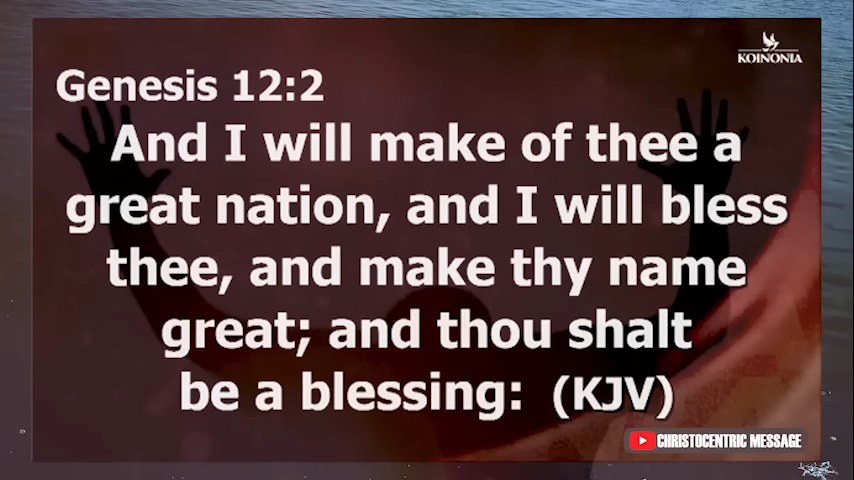 KOINONIA
Genesis 12:2
And I will make of thee a
great nation, and I will bless
thee, and make thy name
great; and thou shalt
be a blessing: (KJV)
CHRISTOCENTRIC MESSAGE